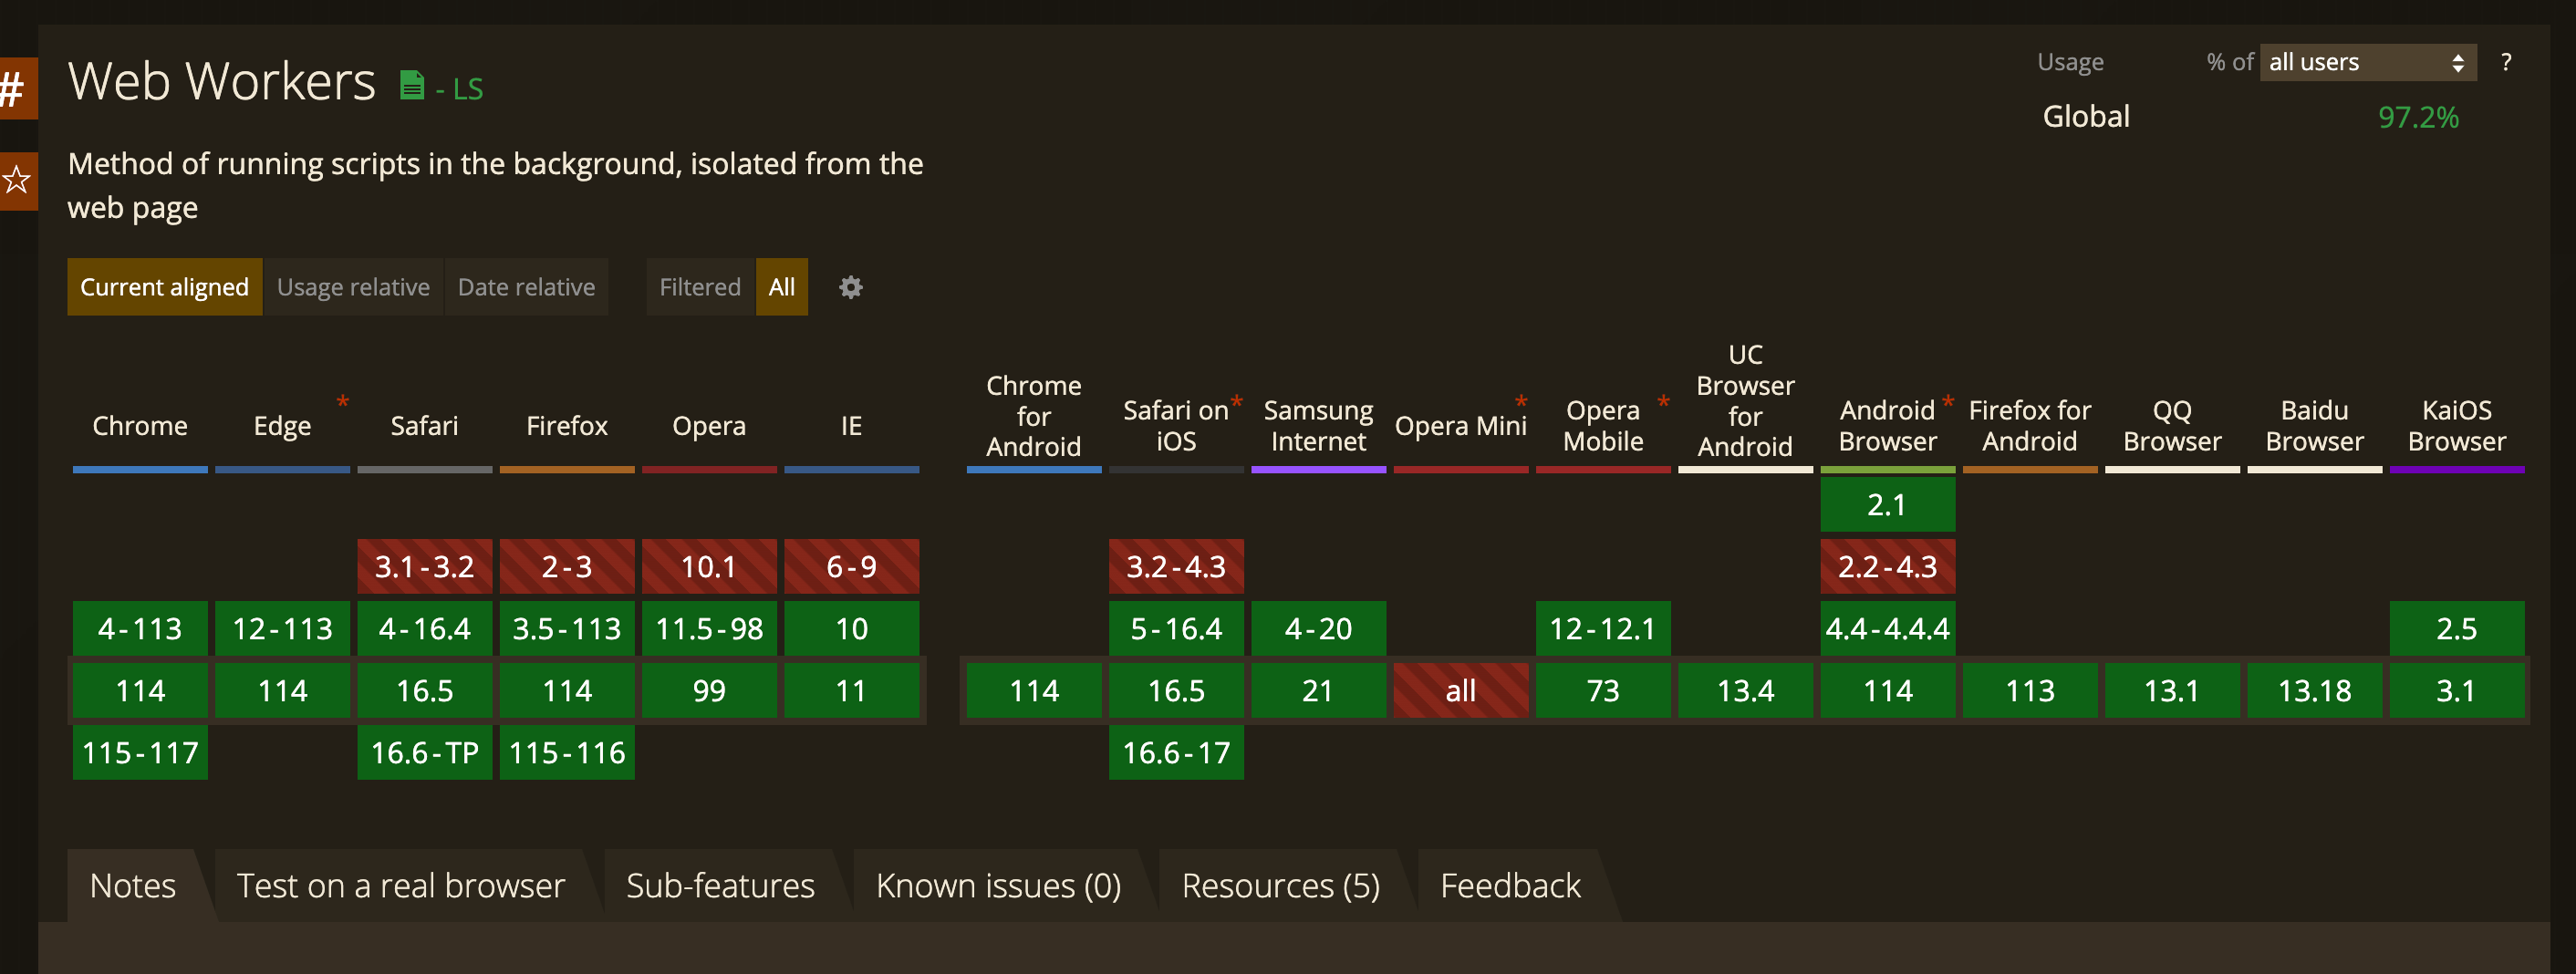 #
Web Workers - LS
Usage % of all users ?
Global 97.2%
Method of running scripts in the background, isolated from the
web page
Current aligned Usage relative Date relative Filtered All
Chrome Edge * Safari Firefox Opera IE
Chrome
for
Android
Safari on *
iOS
Samsung
Internet
Opera Mini *
Opera *
Mobile
UC
Browser
for
Android
Android *
Browser
Firefox for
Android
QQ
Browser
Baidu
Browser
KaiOS
Browser
2.1
3.1-3.2 2-3 10.1 6-9 3.2-4.3 2.2-4.3
4-113 12-113 4-16.4 3.5-113 11.5-98 10 5-16.4 4-20 12-12.1 4.4-4.4.4 2.5
114 114 16.5 114 99 11 114 16.5 21 all 73 13.4 114 113 13.1 13.18 3.1
115-117 16.6-TP 115-116 16.6-17
Notes Test on a real browser Sub-features Known issues (0) Resources (5) Feedback